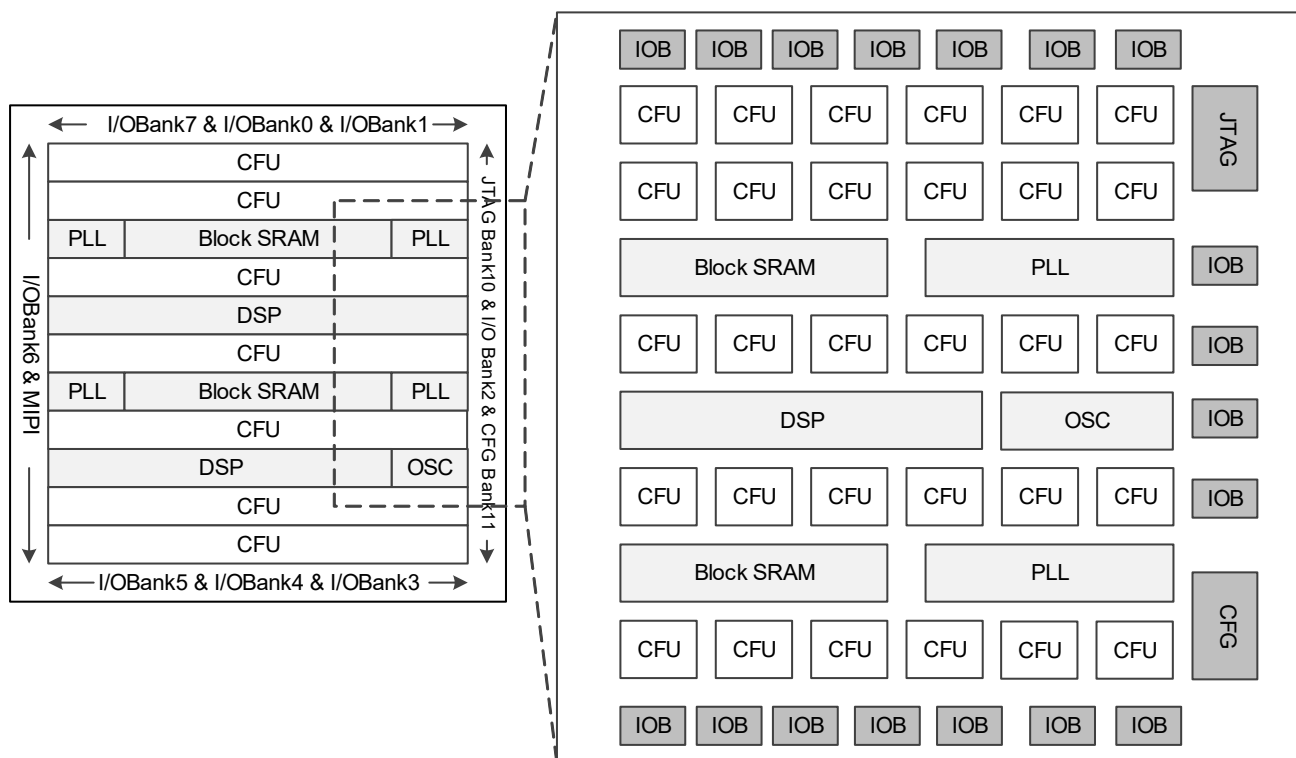 I/OBank7 & I/OBank0 & I/OBank1
I/OBank6 & MIPI
CFU
CFU
PLL Block SRAM PLL
CFU
DSP
CFU
PLL Block SRAM PLL
CFU
DSP OSC
CFU
CFU
JTAG Bank10 & I/O Bank2 & CFG Bank11
I/OBank5 & I/OBank4 & I/OBank3
IOB IOB IOB IOB IOB IOB IOB
CFU CFU CFU CFU CFU CFU
JTAG
CFU CFU CFU CFU CFU CFU
Block SRAM PLL IOB
CFU CFU CFU CFU CFU CFU IOB
DSP OSC IOB
CFU CFU CFU CFU CFU CFU IOB
Block SRAM PLL
CFG
CFU CFU CFU CFU CFU CFU
IOB IOB IOB IOB IOB IOB IOB